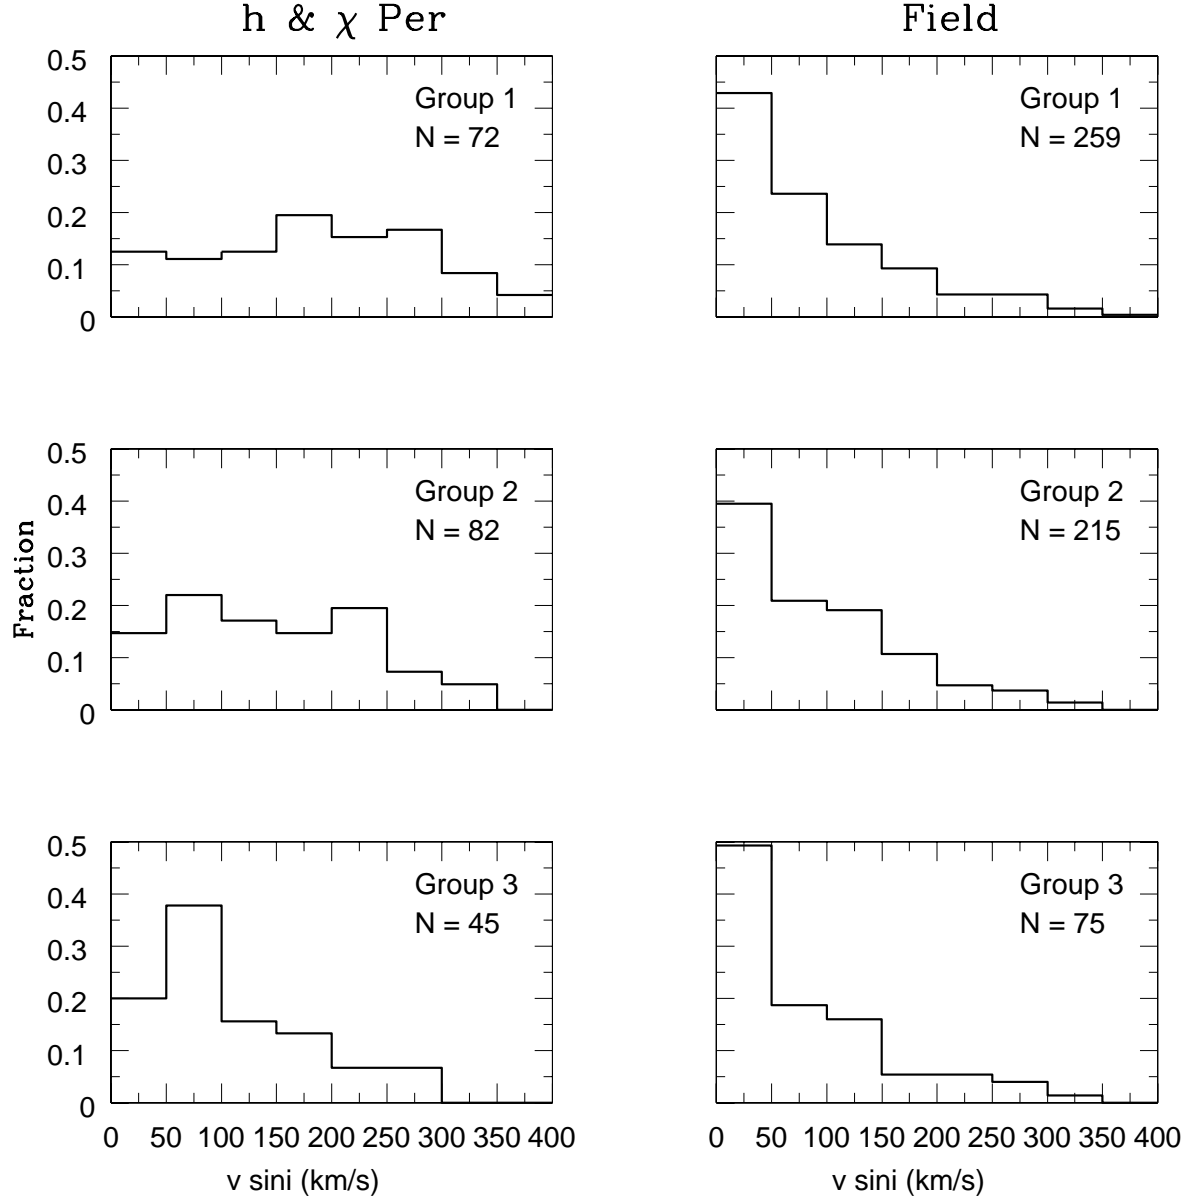 h & χ Per
Field
0.5
0.4
0.3
0.2
0.1
0
Group 1
N = 72
Group 1
N = 259
Fraction
0.5
0.4
0.3
0.2
0.1
0
Group 2
N = 82
Group 2
N = 215
0.5
0.4
0.3
0.2
0.1
0
Group 3
N = 45
Group 3
N = 75
0 50 100 150 200 250 300 350 400
v sini (km/s)
0 50 100 150 200 250 300 350 400
v sini (km/s)